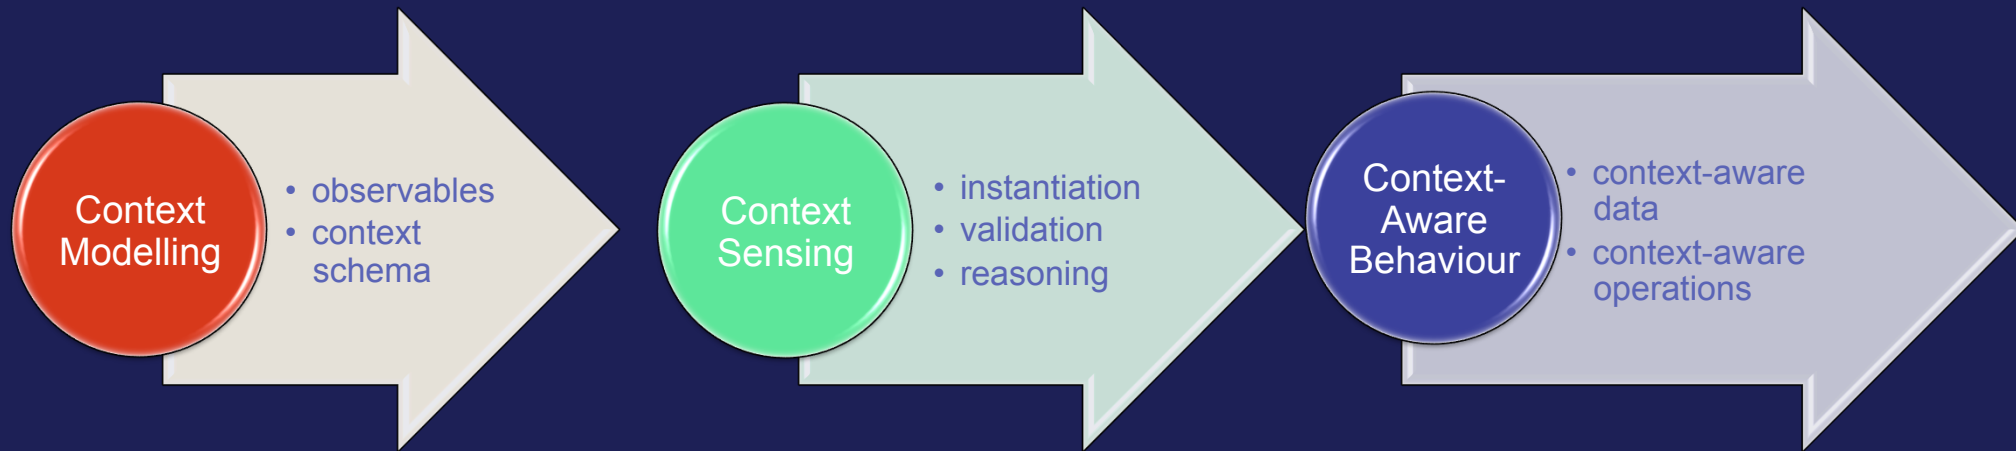 Context
Modelling
• observables
• context
schema
Context
Sensing
• instantiation
• validation
• reasoning
Context-
Aware
Behaviour
• context-aware
data
• context-aware
operations